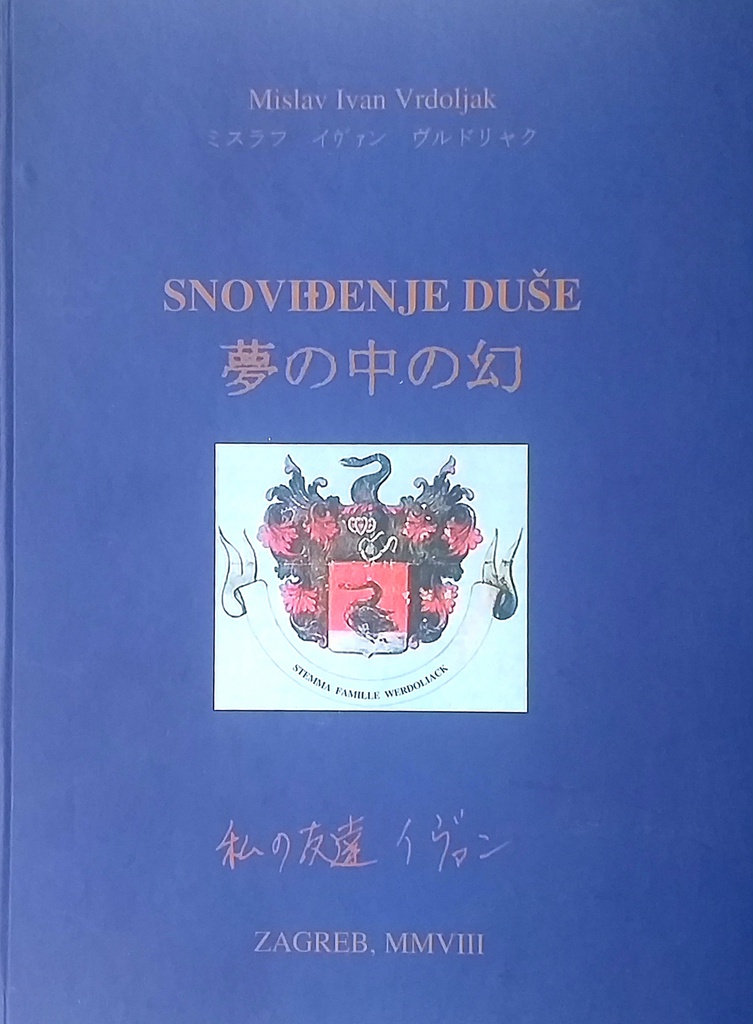 Mislav Ivan Vrdoljak
ミスラフ イヴァン ヴルドリャク
SNOVIĐENJE DUŠE
夢の中の幻
STEMMA FAMILLE WERDOLJACK
私の友達 イヴァン
ZAGREB, MMVIII